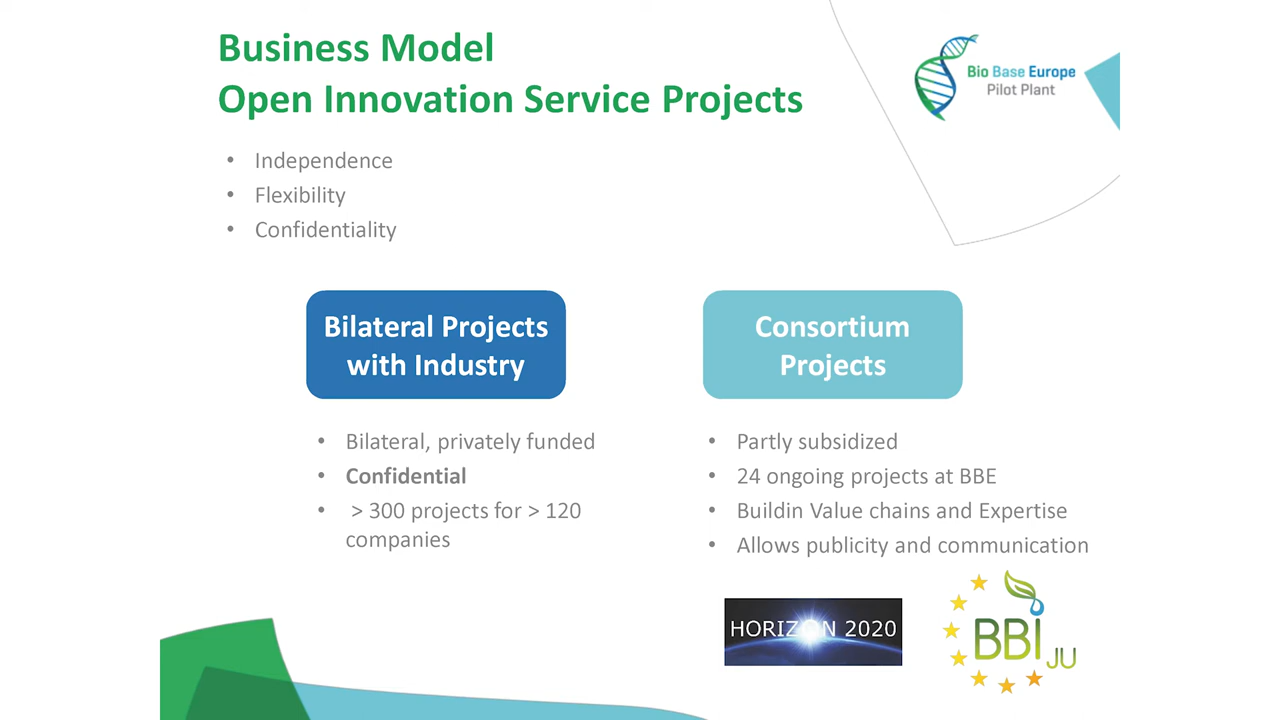 Business Model
Open Innovation Service Projects
Bio Base Europe
Pilot Plant
• Independence
• Flexibility
• Confidentiality
Bilateral Projects
with Industry
• Bilateral, privately funded
• Confidential
• > 300 projects for > 120
companies
Consortium
Projects
• Partly subsidized
• 24 ongoing projects at BBE
• Buildin Value chains and Expertise
• Allows publicity and communication
HORIZON 2020
BBI JU